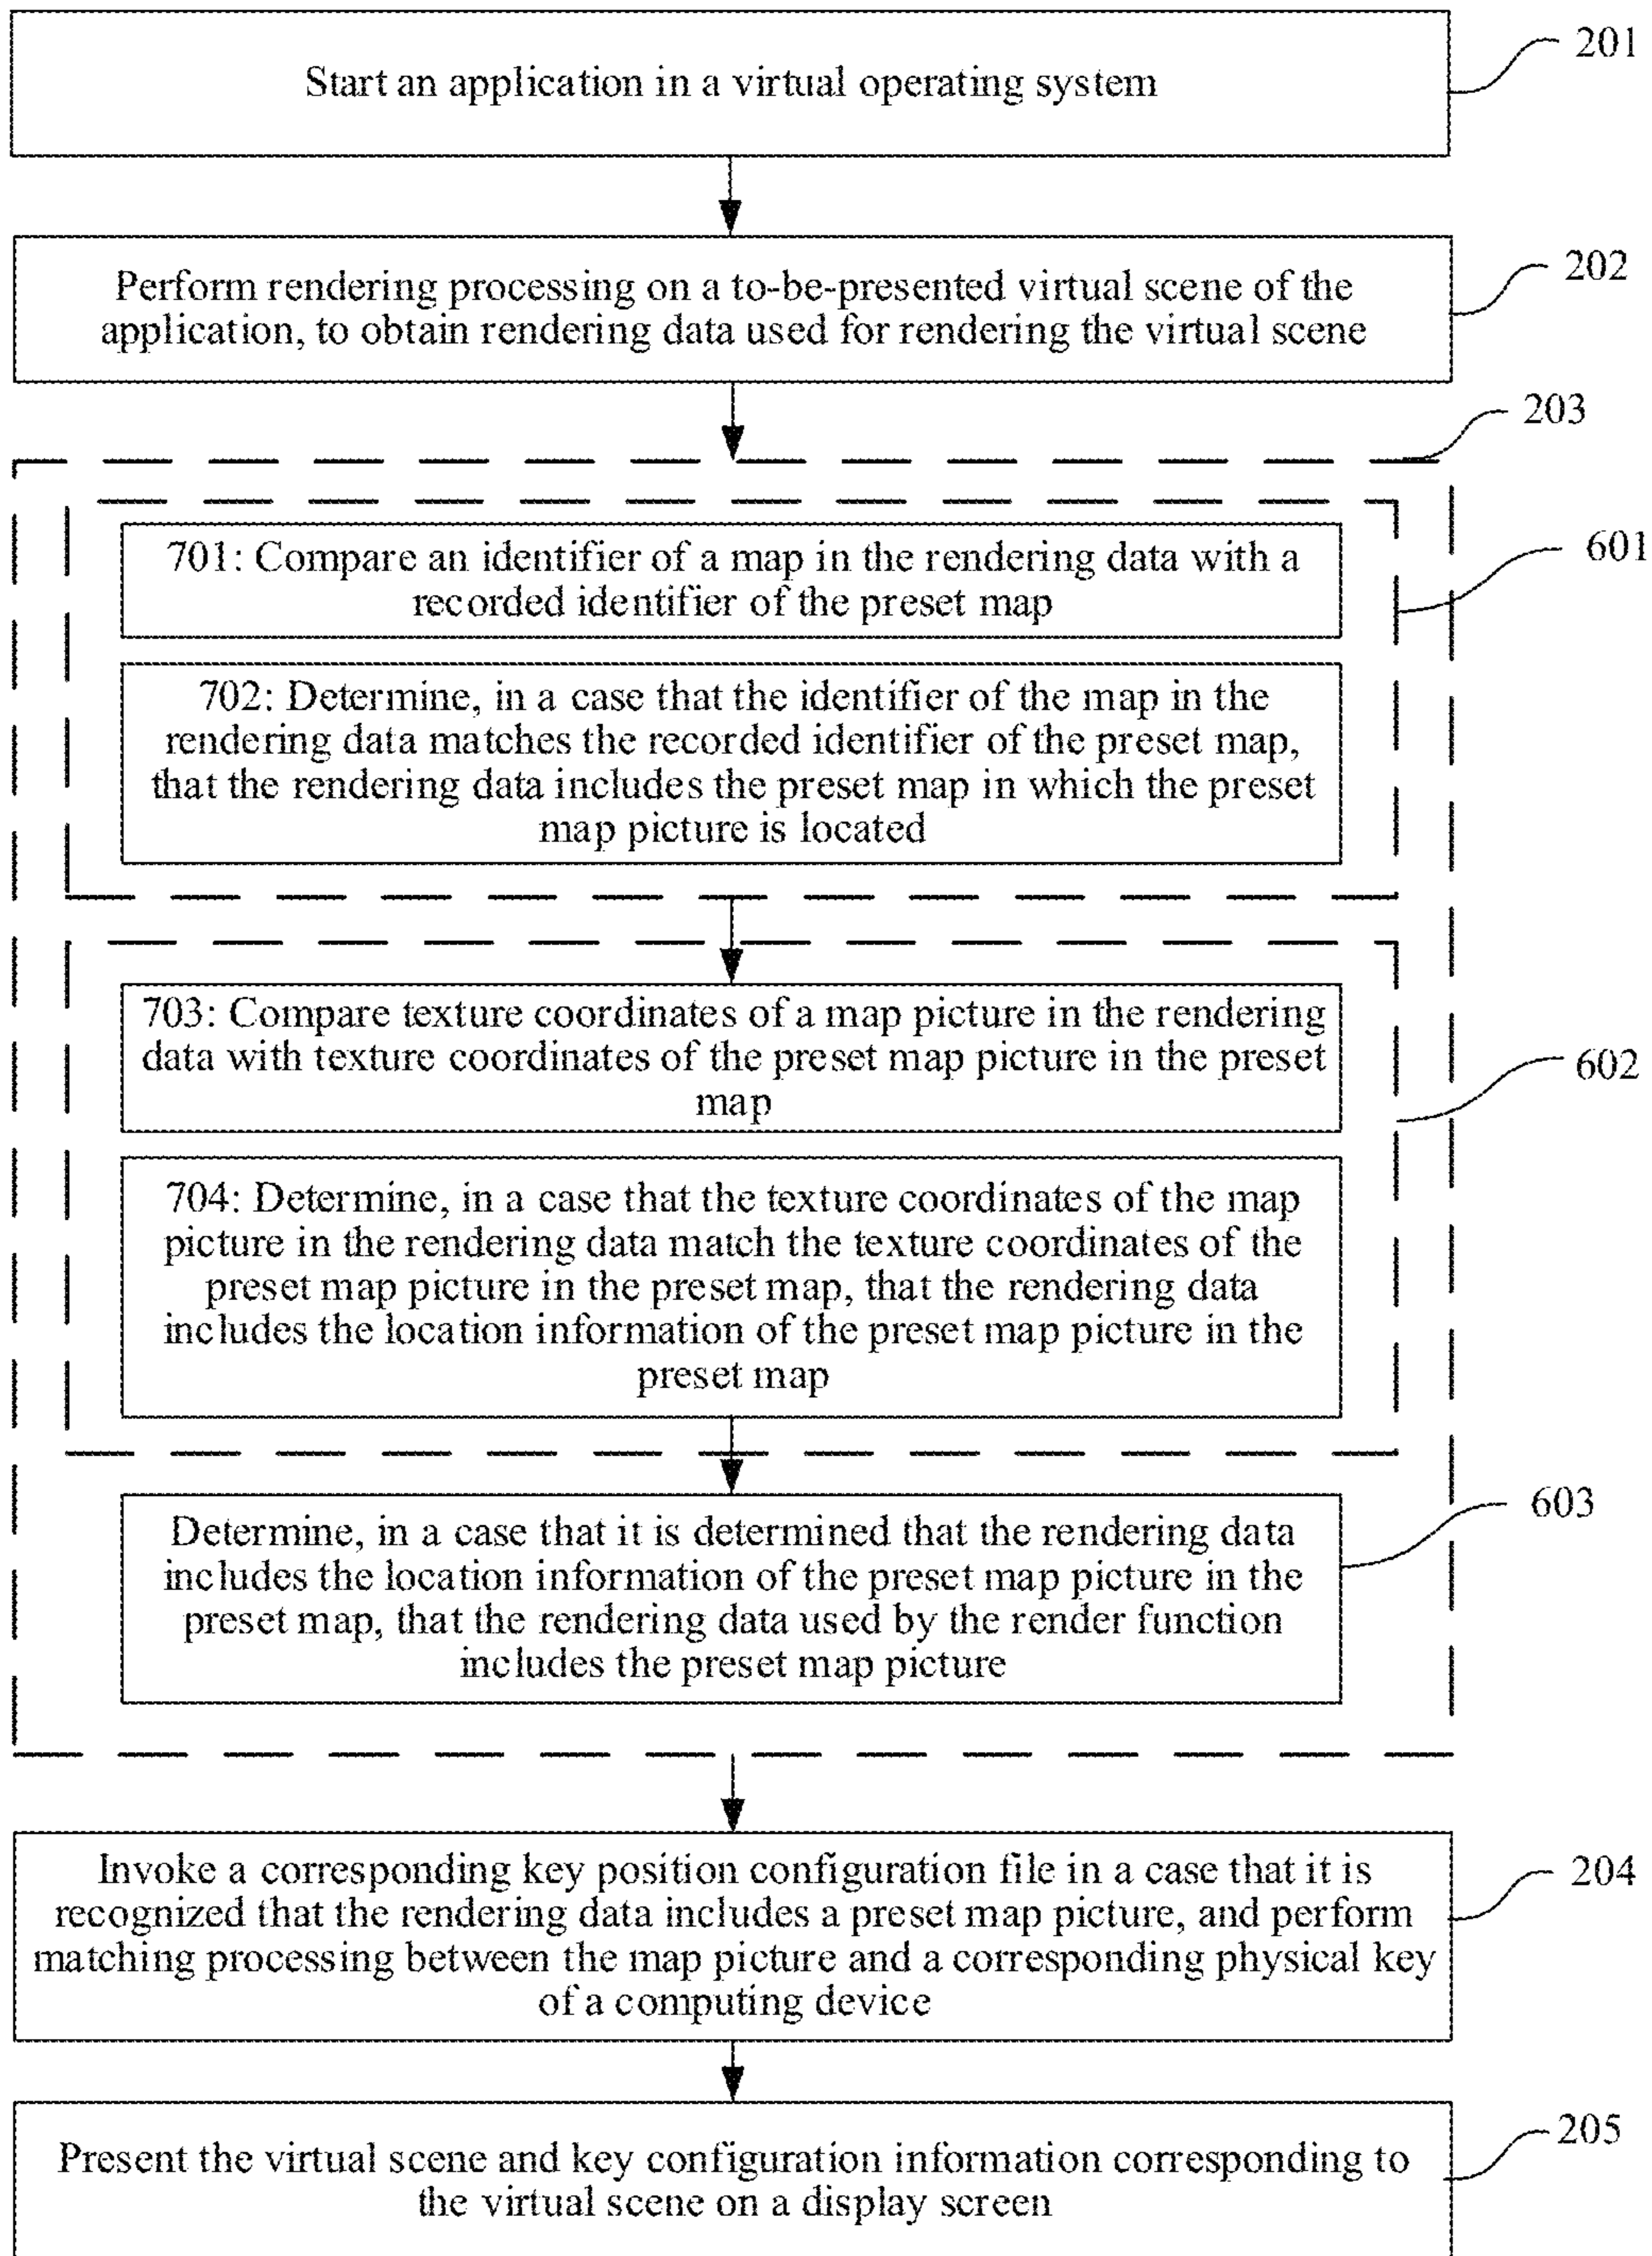 Start an application in a virtual operating system
201
Perform rendering processing on a to-be-presented virtual scene of the
application, to obtain rendering data used for rendering the virtual scene
202
203
701: Compare an identifier of a map in the rendering data with a
recorded identifier of the preset map
601
702: Determine, in a case that the identifier of the map in the
rendering data matches the recorded identifier of the preset map,
that the rendering data includes the preset map in which the preset
map picture is located
703: Compare texture coordinates of a map picture in the rendering
data with texture coordinates of the preset map picture in the preset
map
602
704: Determine, in a case that the texture coordinates of the map
picture in the rendering data match the texture coordinates of the
preset map picture in the preset map, that the rendering data
includes the location information of the preset map picture in the
preset map
603
Determine, in a case that it is determined that the rendering data
includes the location information of the preset map picture in the
preset map, that the rendering data used by the render function
includes the preset map picture
Invoke a corresponding key position configuration file in a case that it is
recognized that the rendering data includes a preset map picture, and perform
matching processing between the map picture and a corresponding physical key
of a computing device
204
Present the virtual scene and key configuration information corresponding to
the virtual scene on a display screen
205